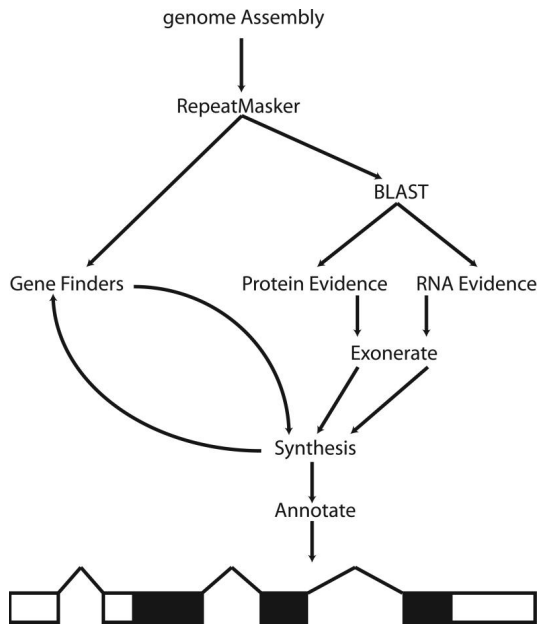 genome Assembly
RepeatMasker
BLAST
Gene Finders
Protein Evidence
RNA Evidence
Exonerate
Synthesis
Annotate